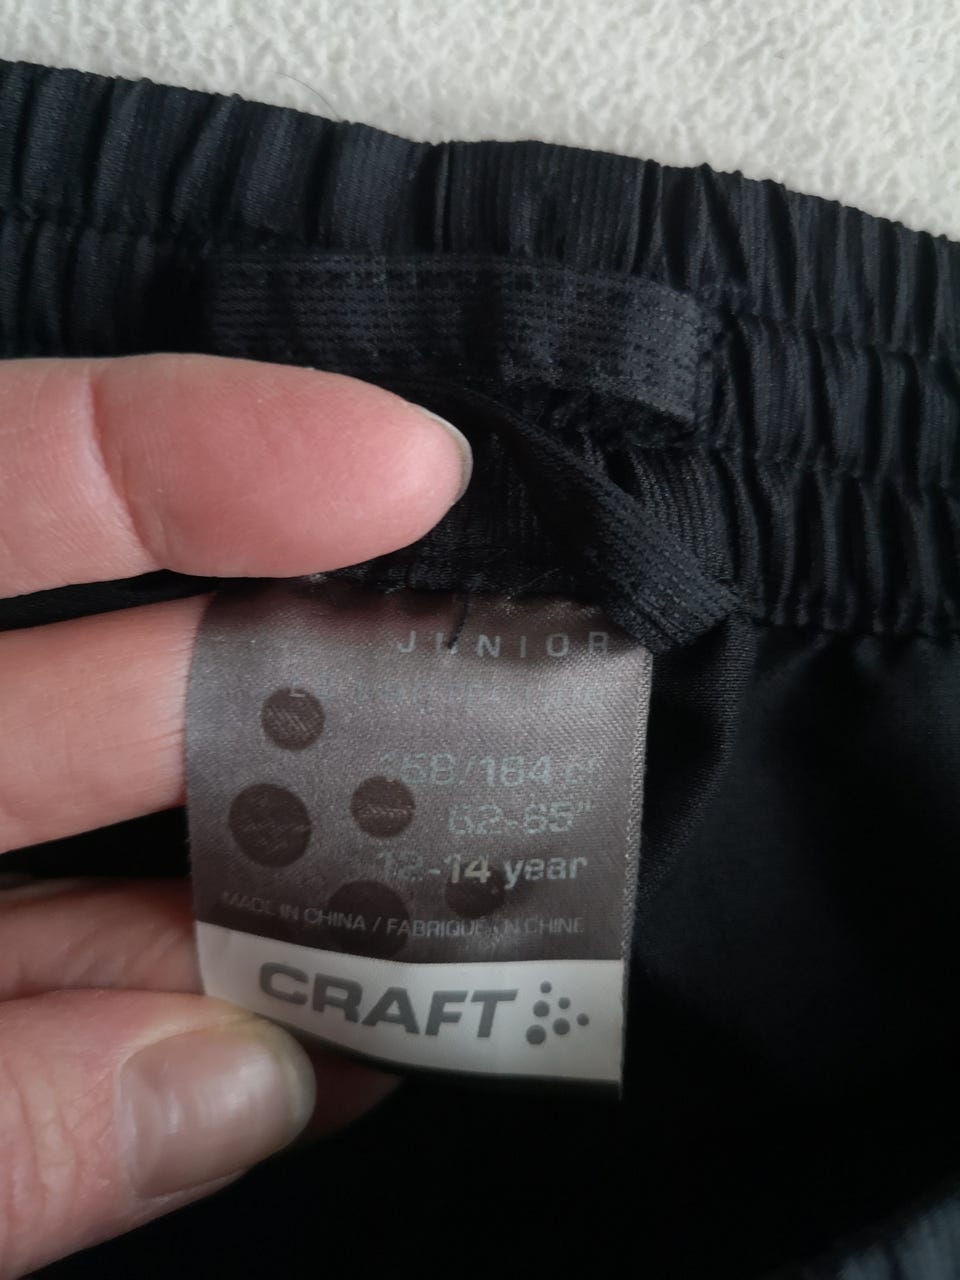 JUNIOR
158/164 c
62-65"
12-14 year
MADE IN CHINA / FABRIQUÉ EN CHINE
CRAFT